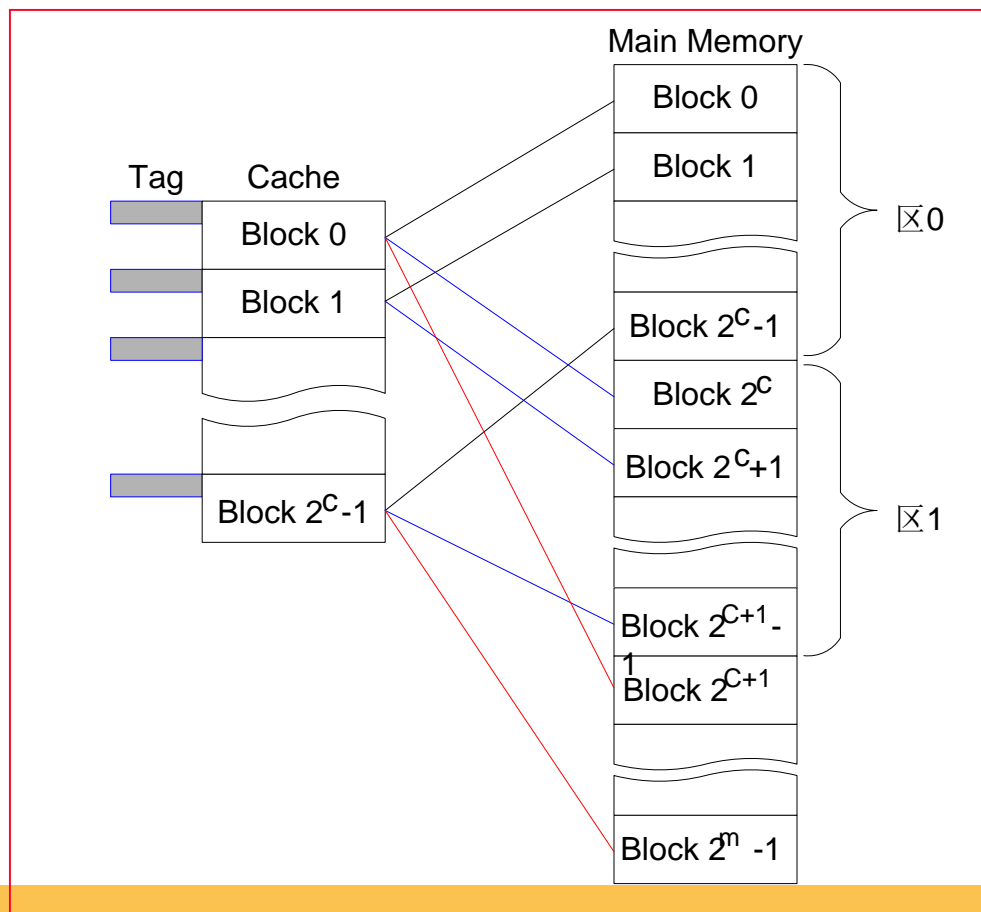 Main Memory
Block 0
Block 1
Block 2^C-1
Block 2^C
Block 2^C+1
Block 2^C+1-
1
Block 2^C+1
Block 2^m -1
区0
区1
Tag
Cache
Block 0
Block 1
Block 2^C-1